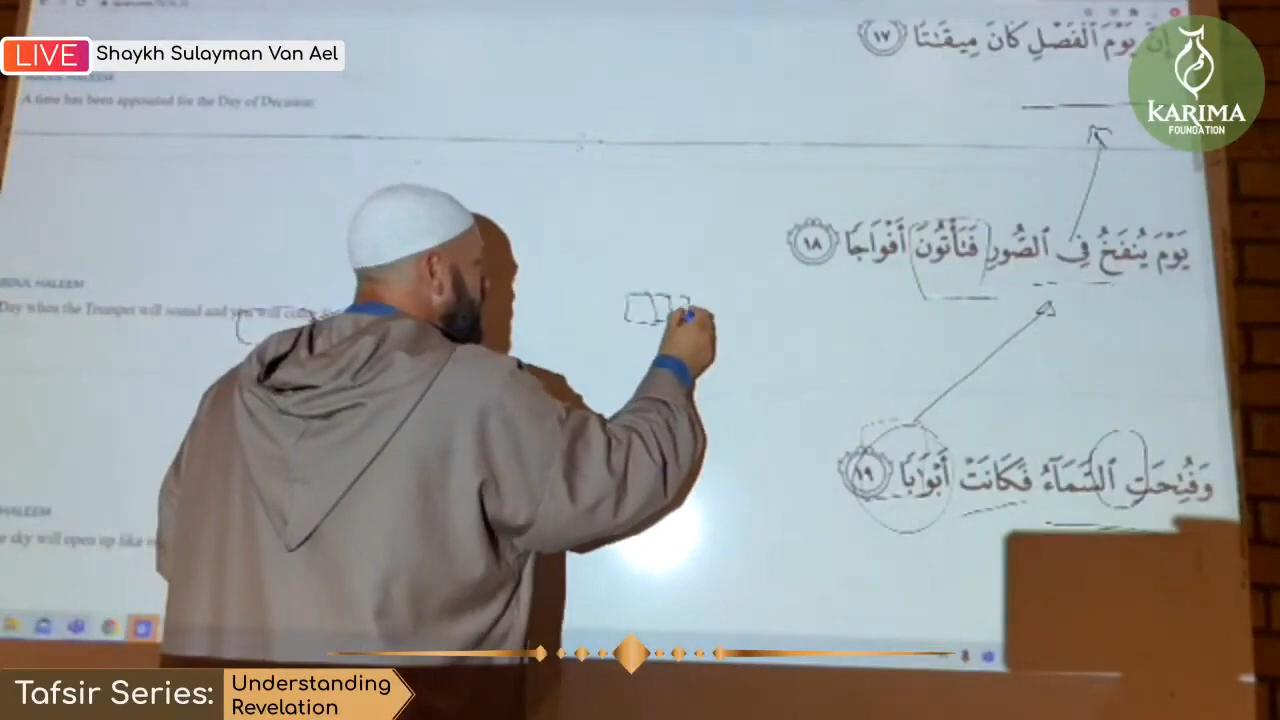 LIVE Shaykh Sulayman Van Ael
إِنَّ يَوْمَ ٱلْفَصْلِ كَانَ مِيقَـٰتًا ١٧
KARIMA
FOUNDATION
A time has been appointed for the Day of Decision:
يَوْمَ يُنفَخُ فِى ٱلصُّورِ فَتَأْتُونَ أَفْوَاجًا ١٨
HALEEM
Day when the Trumpet will sound and you will come
وَفُتِحَتِ ٱلسَّمَآءُ فَكَانَتْ أَبْوَٰبًا ١٩
HALEEM
sky will open up like
Tafsir Series:
Understanding
Revelation